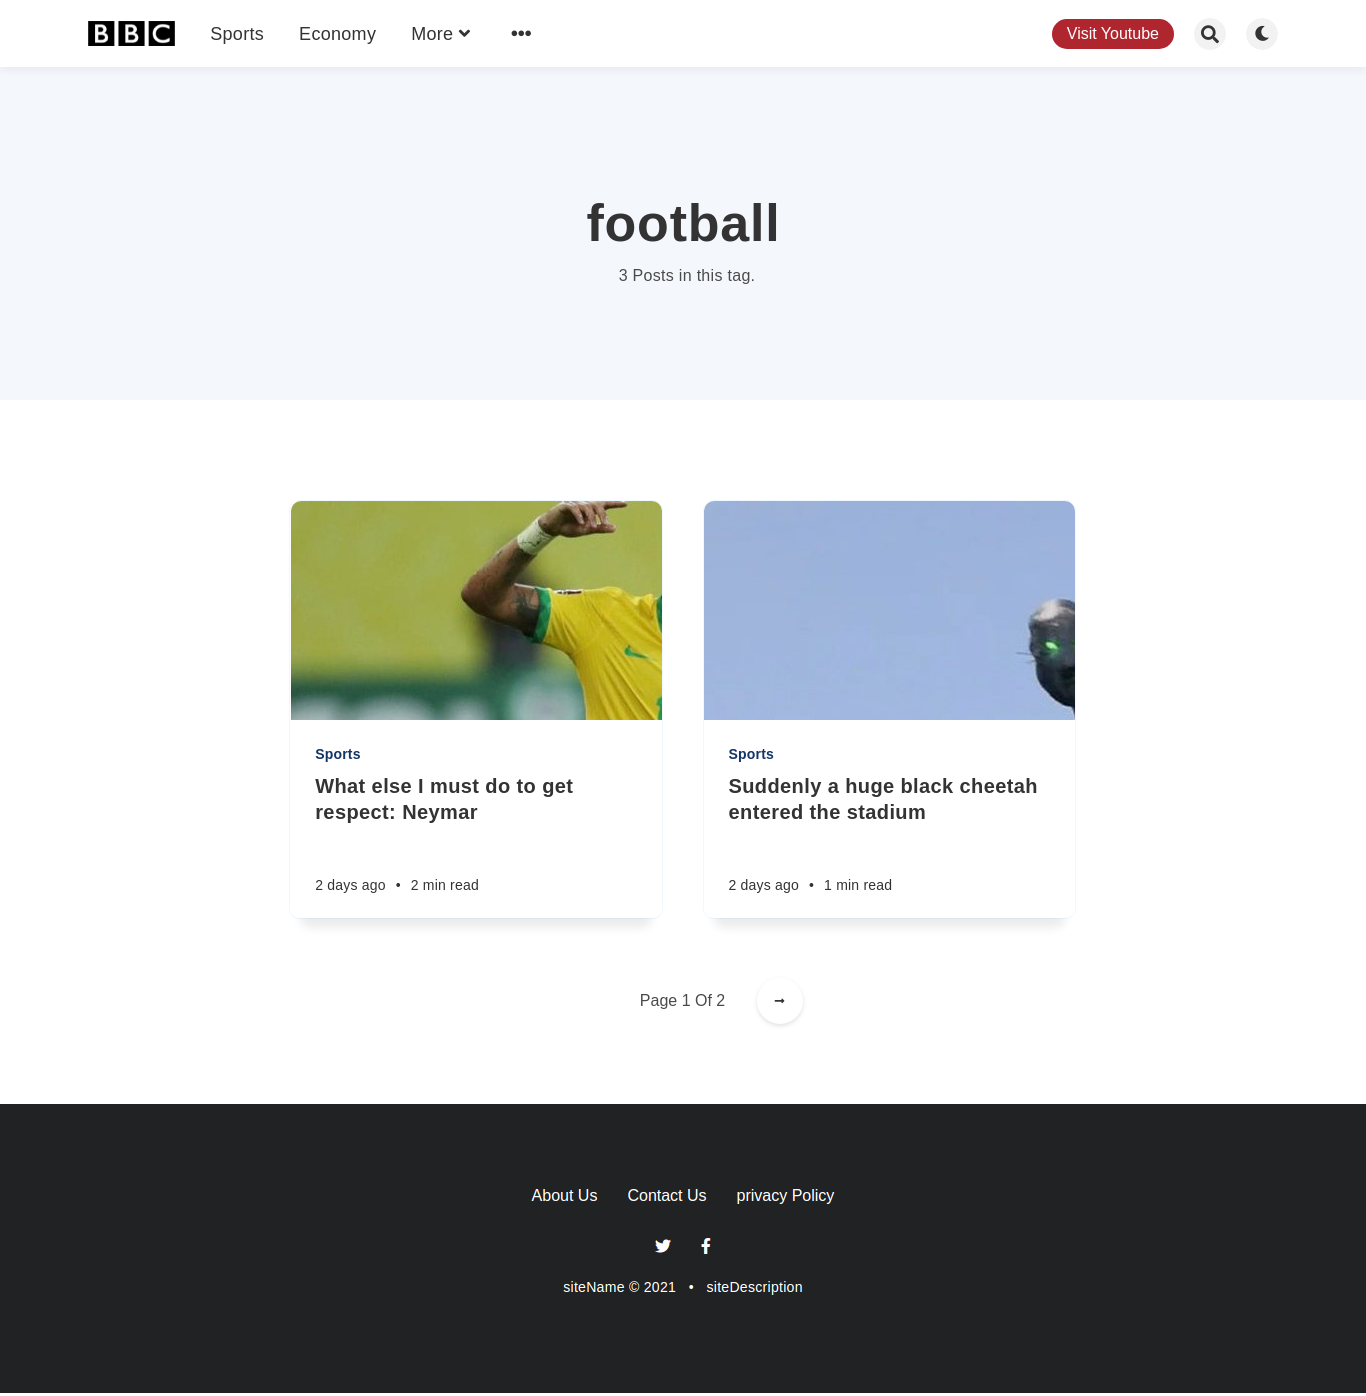 BBC Sports Economy More ••• Visit Youtube
football
3 Posts in this tag.
Sports
What else I must do to get
respect: Neymar
2 days ago • 2 min read
Sports
Suddenly a huge black cheetah
entered the stadium
2 days ago • 1 min read
Page 1 Of 2 →
About Us Contact Us privacy Policy
siteName © 2021 • siteDescription